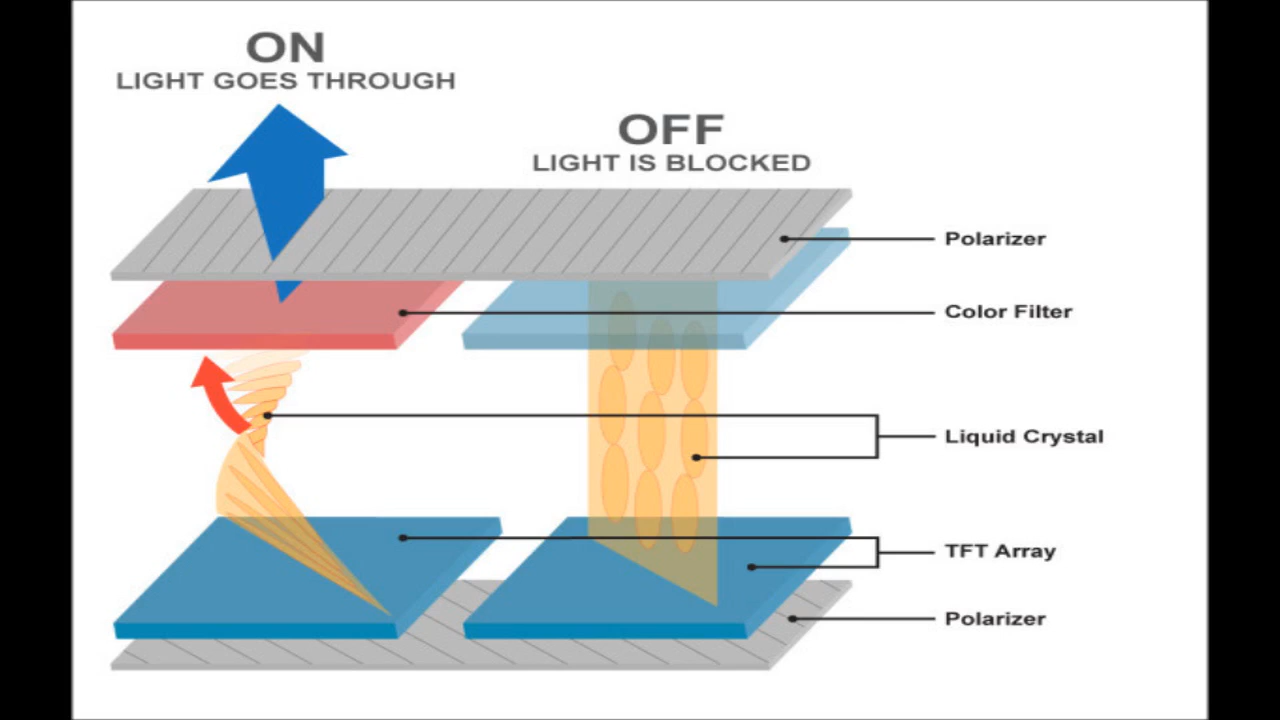 ON
LIGHT GOES THROUGH
OFF
LIGHT IS BLOCKED
Polarizer
Color Filter
Liquid Crystal
TFT Array
Polarizer